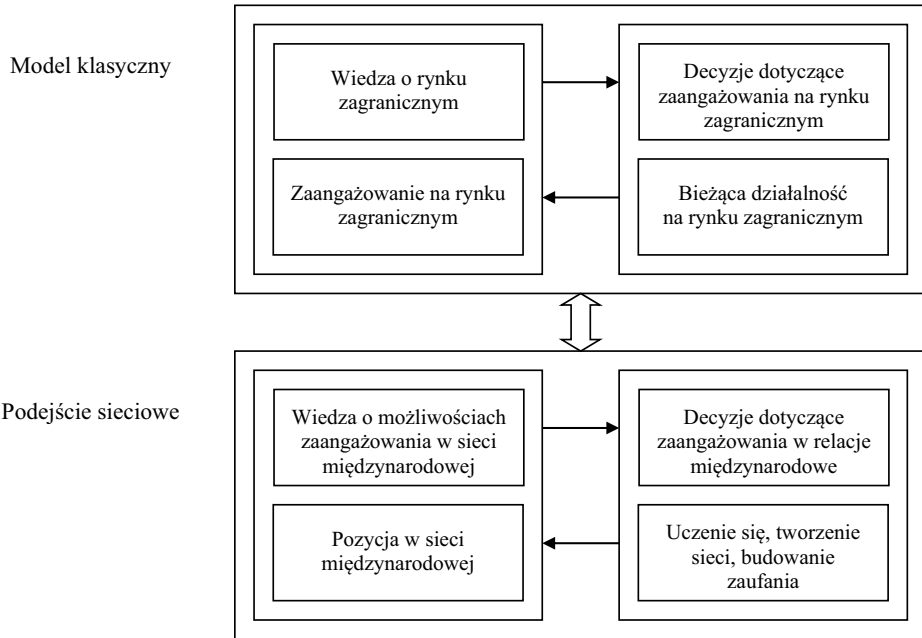 Model klasyczny
Wiedza o rynku
zagranicznym
Decyzje dotyczące
zaangażowania na rynku
zagranicznym
Zaangażowanie na rynku
zagranicznym
Bieżąca działalność
na rynku zagranicznym
Podejście sieciowe
Wiedza o możliwościach
zaangażowania w sieci
międzynarodowej
Decyzje dotyczące
zaangażowania w relacje
międzynarodowe
Pozycja w sieci
międzynarodowej
Uczenie się, tworzenie
sieci, budowanie
zaufania